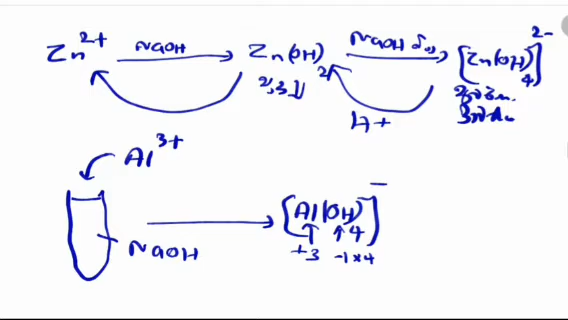 Zn²⁺ NaOH Zn(OH)₂ NaOH [Zn(OH)₄]²⁻
H+
Al³⁺
NaOH [Al(OH)₄]⁻
+3 -1×4